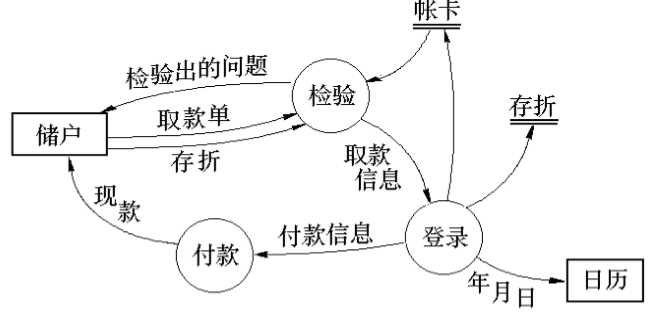 帐卡
检验出的问题
检验
存折
储户
取款单
存折
取款
信息
现款
付款信息
登录
付款
年月日
日历